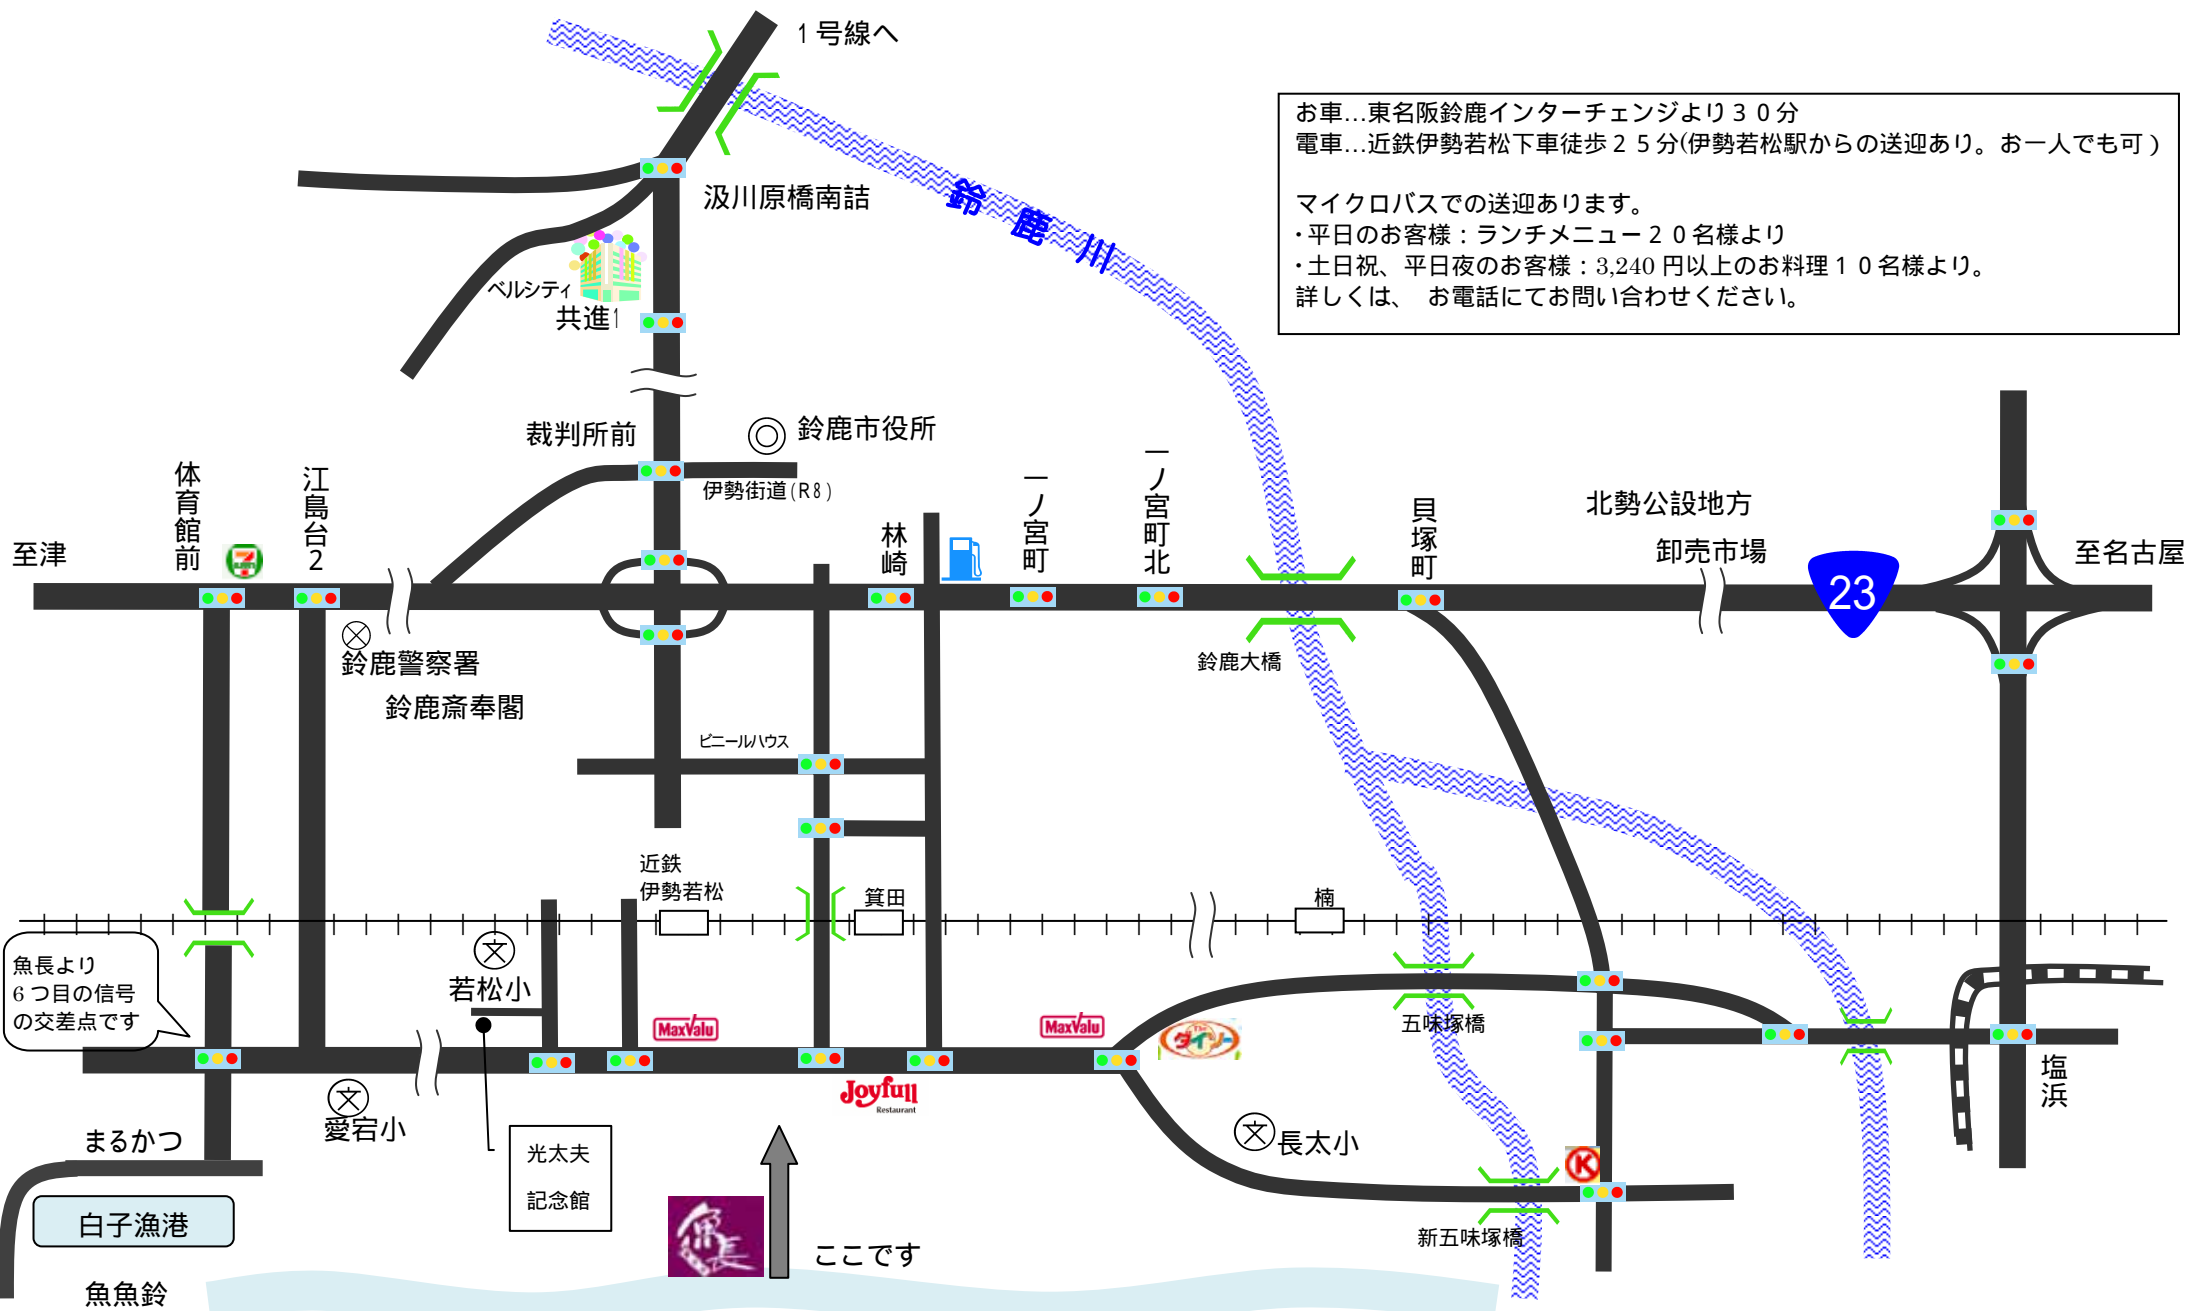 1号線へ
お車…東名阪鈴鹿インターチェンジより３０分
電車…近鉄伊勢若松下車徒歩２５分(伊勢若松駅からの送迎あり。お一人でも可)
マイクロバスでの送迎あります。
・平日のお客様：ランチメニュー２０名様より
・土日祝、平日夜のお客様：3,240円以上のお料理１０名様より。
詳しくは、　お電話にてお問い合わせください。
汲川原橋南詰
鈴鹿川
ベルシティ
共進1
裁判所前
鈴鹿市役所
伊勢街道(R8)
体育館前
江島台2
林崎
一ノ宮町
一ノ宮町北
貝塚町
北勢公設地方
卸売市場
至津
23
至名古屋
鈴鹿警察署
鈴鹿斎奉閣
鈴鹿大橋
ビニールハウス
近鉄
伊勢若松
箕田
楠
魚長より
6つ目の信号
の交差点です
文
若松小
MaxValu
MaxValu
The
ダイソー
五味塚橋
塩浜
Joyfull
Restaurant
文
愛宕小
まるかつ
文
長太小
K
光太夫
記念館
白子漁港
魚長
ここです
新五味塚橋
魚魚鈴